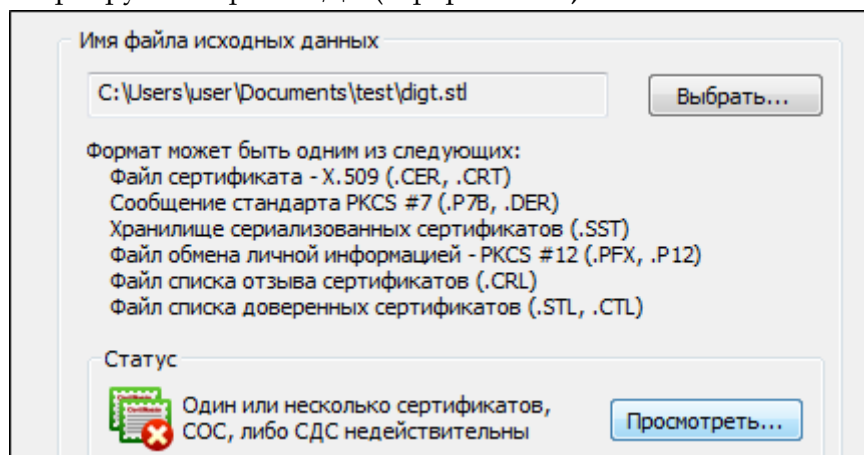 Имя файла исходных данных
C:\Users\user\Documents\test\digt.stl
Выбрать...
Формат может быть одним из следующих:
Файл сертификата - X.509 (.CER, .CRT)
Сообщение стандарта PKCS #7 (.P7B, .DER)
Хранилище сериализованных сертификатов (.SST)
Файл обмена личной информацией - PKCS #12 (.PFX, .P12)
Файл списка отзыва сертификатов (.CRL)
Файл списка доверенных сертификатов (.STL, .CTL)
Статус
Один или несколько сертификатов,
СОС, либо СДС недействительны
Просмотреть...